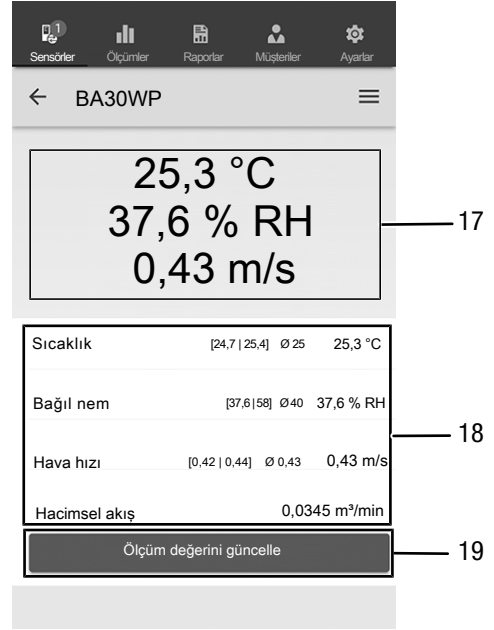 1
Sensörler Ölçümler Raporlar Müşteriler Ayarlar
BA30WP
25,3 °C
37,6 % RH
0,43 m/s
17
Sıcaklık [24,7 | 25,4] Ø 25 25,3 °C
Bağıl nem [37,6|58] Ø40 37,6 % RH
18
Hava hızı [0,42 | 0,44] Ø 0,43 0,43 m/s
Hacimsel akış 0,0345 m³/min
Ölçüm değerini güncelle
19